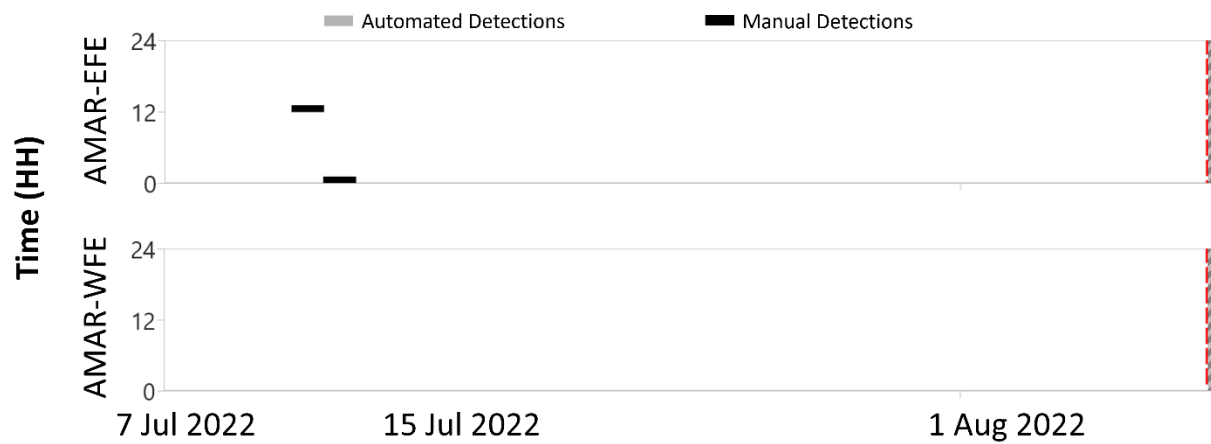 Automated Detections
Manual Detections
Time (HH)
AMAR-EFE
24
12
0
AMAR-WFE
24
12
0
7 Jul 2022
15 Jul 2022
1 Aug 2022